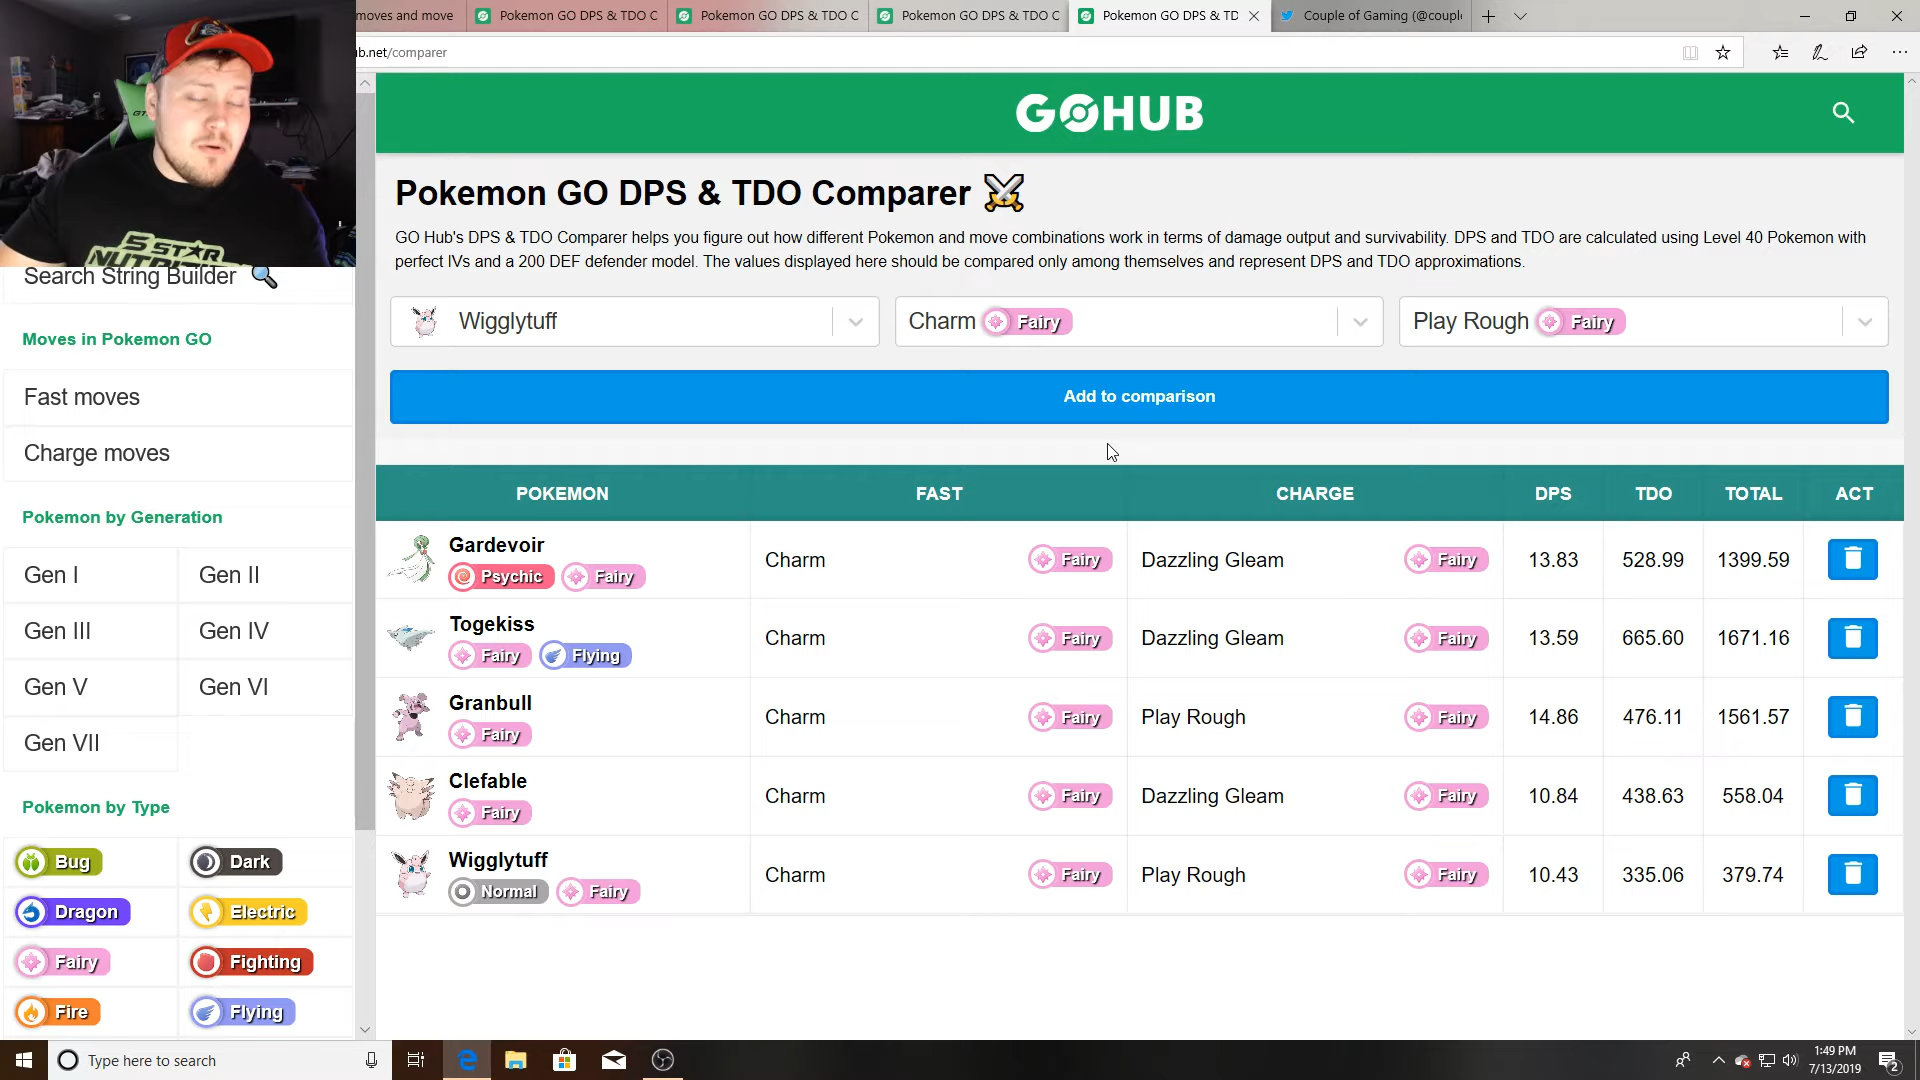 moves and move
Pokemon GO DPS & TDO C
Pokemon GO DPS & TDO C
Pokemon GO DPS & TDO C
Pokemon GO DPS & TD
Couple of Gaming (@coupl
b.net/comparer
GOHUB
5 STAR
Pokemon GO DPS & TDO Comparer
GO Hub's DPS & TDO Comparer helps you figure out how different Pokemon and move combinations work in terms of damage output and survivability. DPS and TDO are calculated using Level 40 Pokemon with
perfect IVs and a 200 DEF defender model. The values displayed here should be compared only among themselves and represent DPS and TDO approximations.
Wigglytuff
Charm Fairy
Play Rough Fairy
Add to comparison
Search String Builder
Moves in Pokemon GO
Fast moves
Charge moves
Pokemon by Generation
Gen I
Gen II
Gen III
Gen IV
Gen V
Gen VI
Gen VII
Pokemon by Type
Bug
Dark
Dragon
Electric
Fairy
Fighting
Fire
Flying
POKEMON FAST CHARGE DPS TDO TOTAL ACT
Gardevoir
Psychic Fairy
Charm Fairy Dazzling Gleam Fairy 13.83 528.99 1399.59
Togekiss
Fairy Flying
Charm Fairy Dazzling Gleam Fairy 13.59 665.60 1671.16
Granbull
Fairy
Charm Fairy Play Rough Fairy 14.86 476.11 1561.57
Clefable
Fairy
Charm Fairy Dazzling Gleam Fairy 10.84 438.63 558.04
Wigglytuff
Normal Fairy
Charm Fairy Play Rough Fairy 10.43 335.06 379.74
Type here to search
1:49 PM
7/13/2019
2